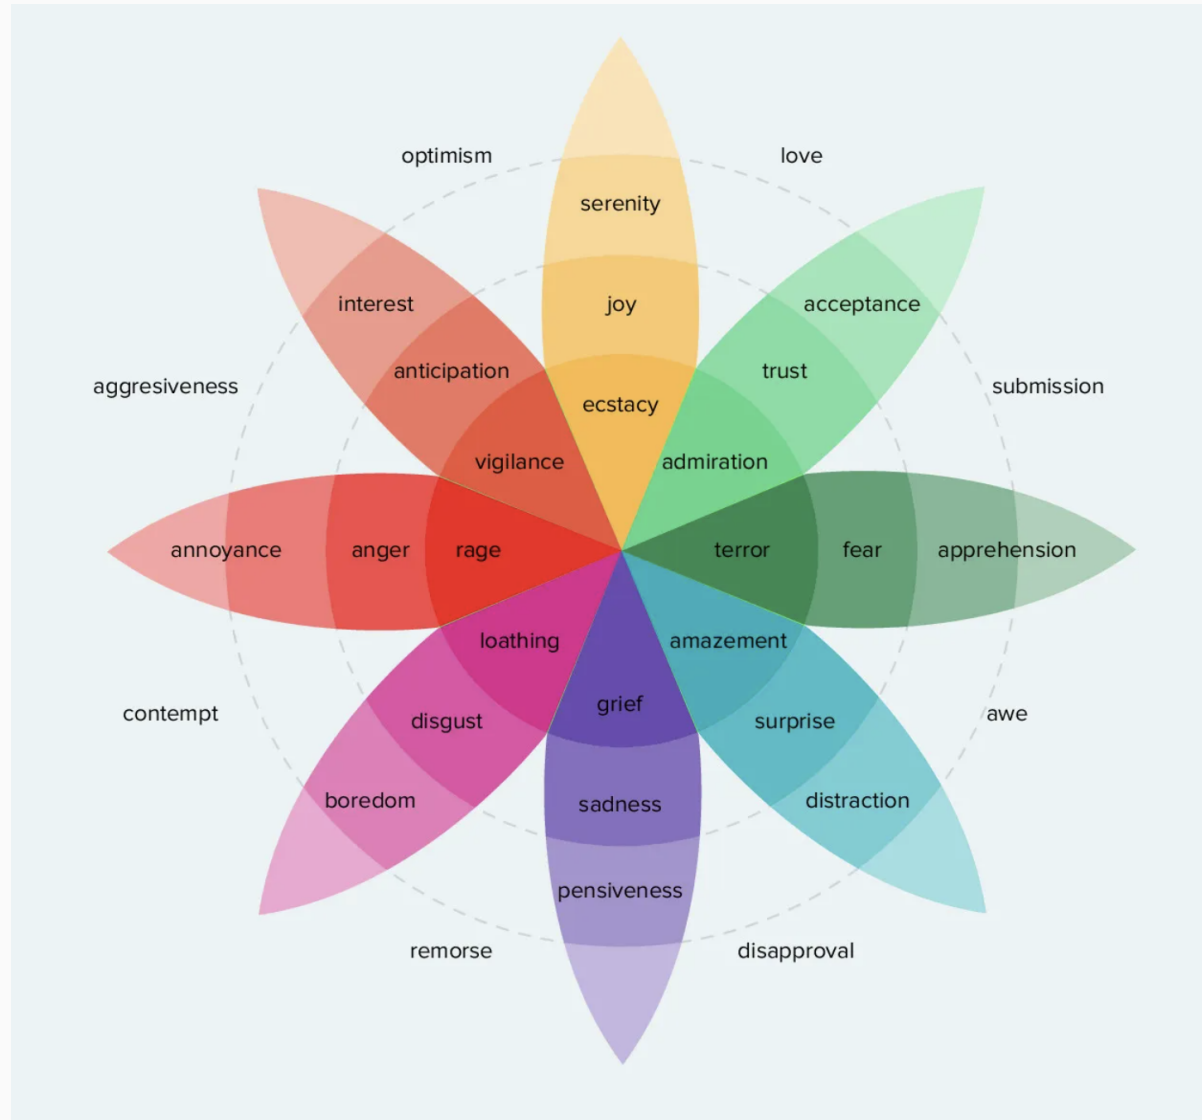 optimism
love
serenity
interest
joy
acceptance
anticipation
trust
aggresiveness
submission
ecstacy
vigilance
admiration
annoyance
anger
rage
terror
fear
apprehension
loathing
amazement
grief
contempt
disgust
surprise
awe
boredom
sadness
distraction
pensiveness
remorse
disapproval